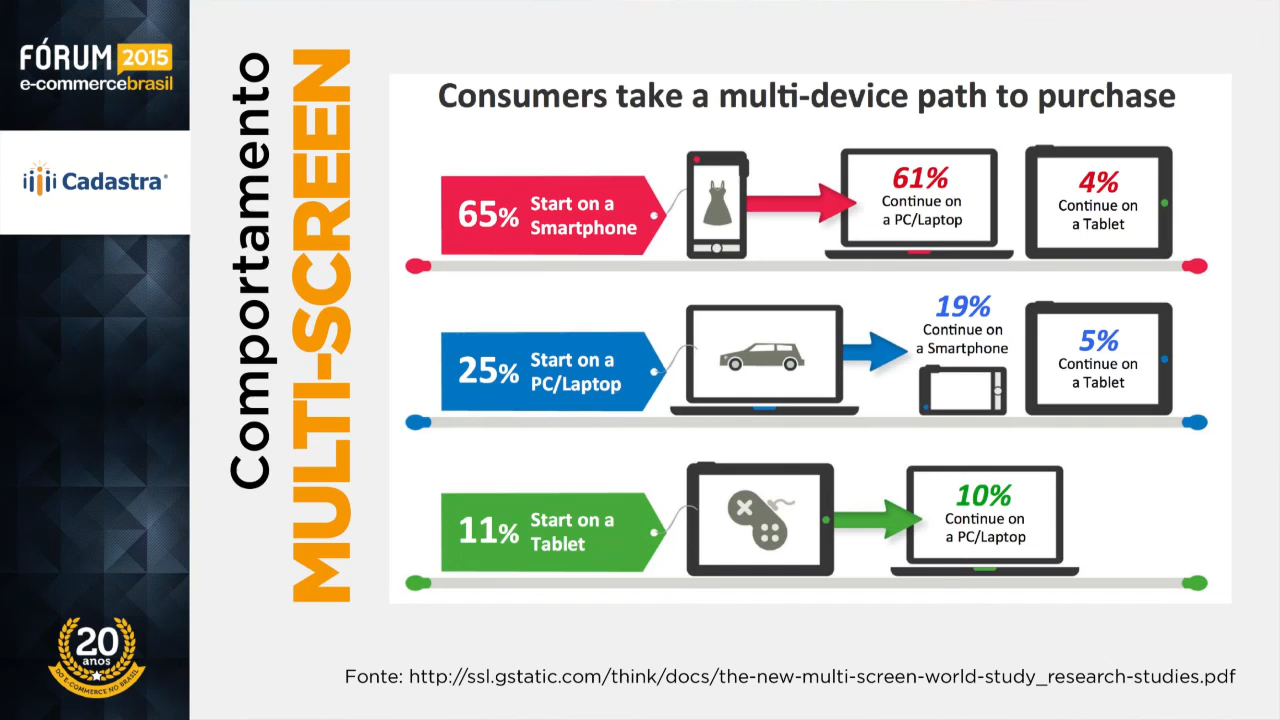 FÓRUM 2015
e-commercebrasil
Cadastra®
Comportamento
MULTI-SCREEN
Consumers take a multi-device path to purchase
65% Start on a
Smartphone
61%
Continue on
a PC/Laptop
4%
Continue on
a Tablet
25% Start on a
PC/Laptop
19%
Continue on
a Smartphone
5%
Continue on
a Tablet
11% Start on a
Tablet
10%
Continue on
a PC/Laptop
20
anos
DO E-COMMERCE NO BRASIL
Fonte: http://ssl.gstatic.com/think/docs/the-new-multi-screen-world-study_research-studies.pdf